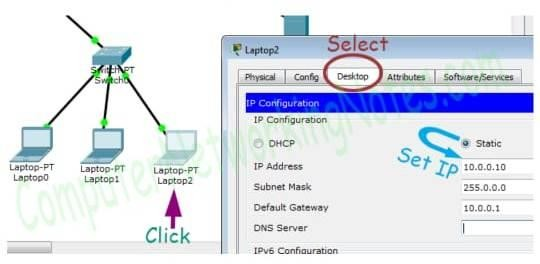 Switch-PT
Switch0
Laptop-PT
Laptop0
Laptop-PT
Laptop1
Laptop-PT
Laptop2
Click
Laptop2
Select
Physical Config Desktop Attributes Software/Services
IP Configuration
IP Configuration
DHCP Static
Set IP
IP Address 10.0.0.10
Subnet Mask 255.0.0.0
Default Gateway 10.0.0.1
DNS Server
IPv6 Configuration
ComputerNetworkingNotes.com